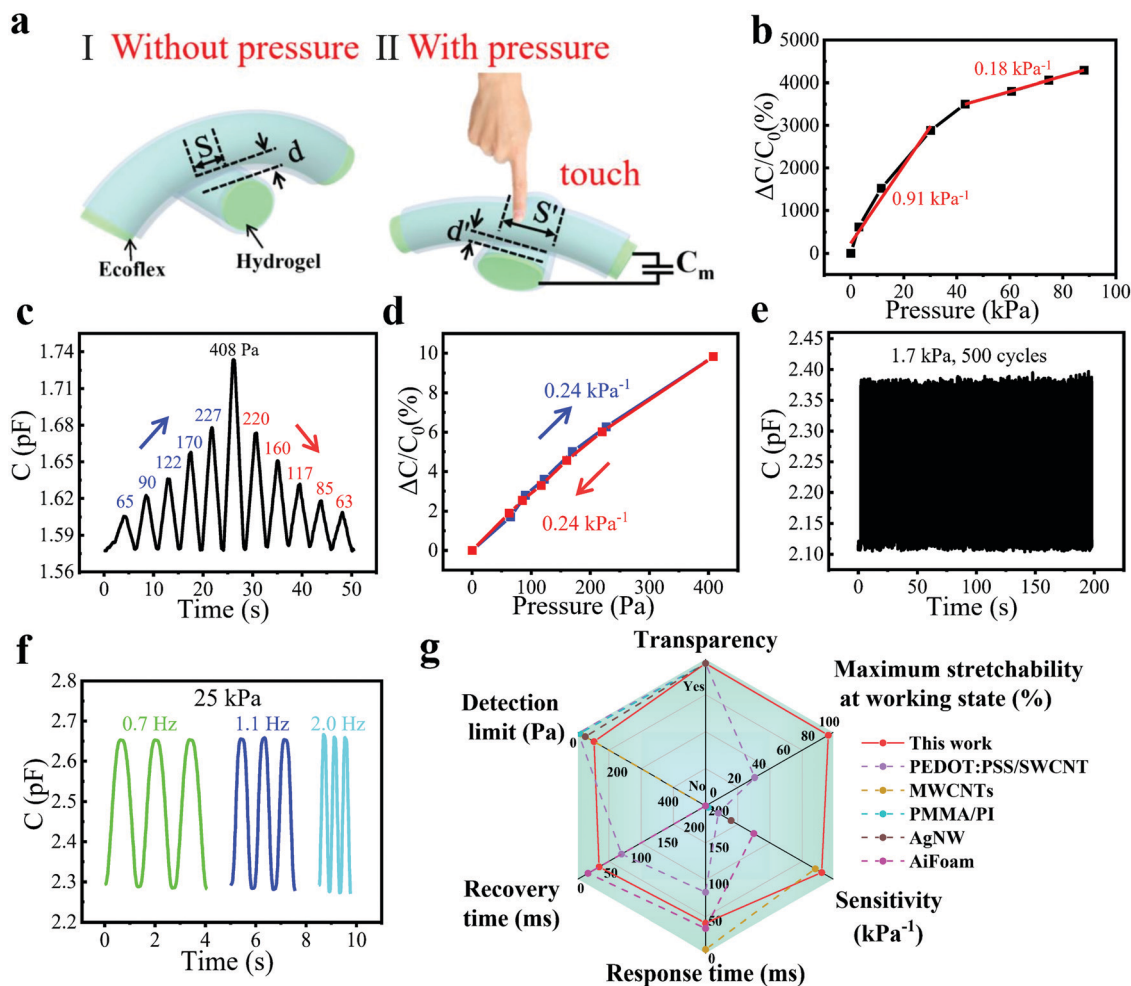 a
I Without pressure
II With pressure
S
d
Ecoflex
Hydrogel
touch
S'
d'
Cm
b
5000
4000
3000
2000
1000
0
ΔC/C0(%)
0.18 kPa-1
0.91 kPa-1
0 20 40 60 80 100
Pressure (kPa)
c
1.74
1.71
1.68
1.65
1.62
1.59
1.56
C (pF)
408 Pa
65
90
122
170
227
220
160
117
85
63
0 10 20 30 40 50
Time (s)
d
10
8
6
4
2
0
ΔC/C0(%)
0.24 kPa-1
0.24 kPa-1
0 100 200 300 400
Pressure (Pa)
e
2.45
2.40
2.35
2.30
2.25
2.20
2.15
2.10
C (pF)
1.7 kPa, 500 cycles
0 50 100 150 200
Time (s)
f
2.8
2.7
2.6
2.5
2.4
2.3
2.2
C (pF)
25 kPa
0.7 Hz
1.1 Hz
2.0 Hz
0 2 4 6 8 10
Time (s)
g
Transparency
Yes
No
Maximum stretchability
at working state (%)
100
80
60
40
20
0
Detection
limit (Pa)
0
200
400
Recovery
time (ms)
0
50
100
150
200
Response time (ms)
0
50
100
150
200
Sensitivity
(kPa-1)
This work
PEDOT:PSS/SWCNT
MWCNTs
PMMA/PI
AgNW
AiFoam